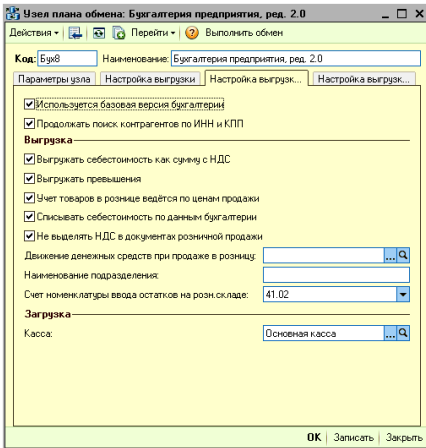 Узел плана обмена: Бухгалтерия предприятия, ред. 2.0
Действия Перейти Выполнить обмен
Код: Бух8 Наименование: Бухгалтерия предприятия, ред. 2.0
Параметры узла Настройка выгрузки Настройка выгрузк... Настройка выгрузк...
Используется базовая версия бухгалтерии
Продолжать поиск контрагентов по ИНН и КПП
Выгрузка
Выгружать себестоимость как сумму с НДС
Выгружать превышения
Учет товаров в рознице ведётся по ценам продажи
Списывать себестоимость по данным бухгалтерии
Не выделять НДС в документах розничной продажи
Движение денежных средств при продаже в розницу: ...
Наименование подразделения:
Счет номенклатуры ввода остатков на розн.складе: 41.02
Загрузка
Касса: Основная касса ...
OK Записать Закрыть